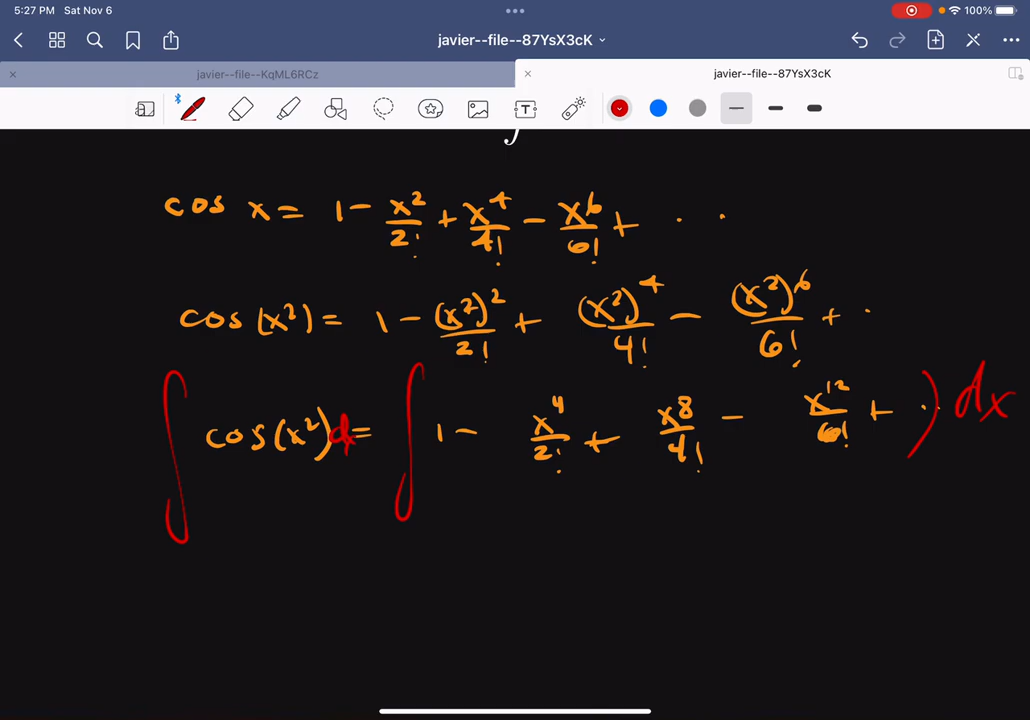 5:27 PM Sat Nov 6 100%
javier--file--87YsX3cK
javier--file--KqML6RCz javier--file--87YsX3cK
∫
cos x = 1 - x²/2! + x⁴/4! - x⁶/6! + . .
cos (x²) = 1 - (x²)²/2! + (x²)⁴/4! - (x²)⁶/6! + .
∫ cos(x²)d = ∫ 1 - x⁴/2! + x⁸/4! - x¹²/6! + .. ) dx